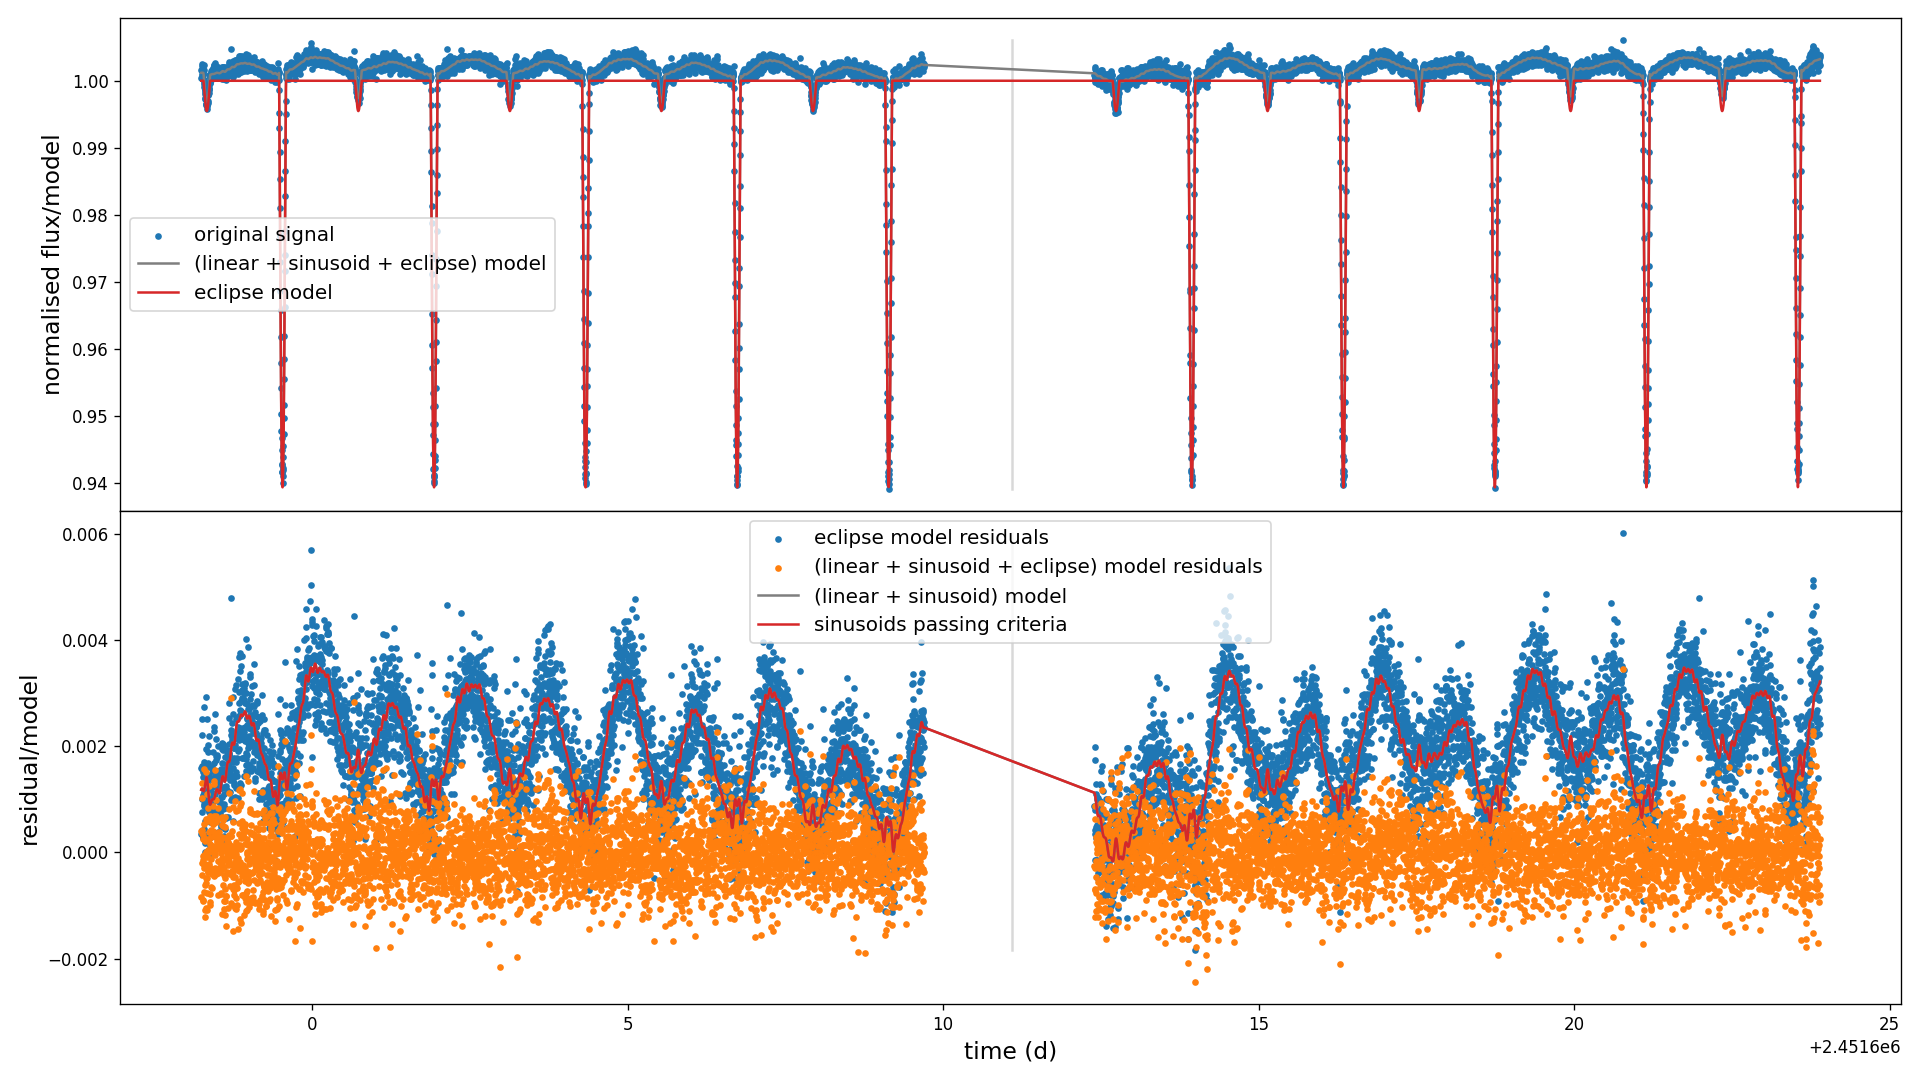 normalised flux/model
1.00
0.99
0.98
0.97
0.96
0.95
0.94
original signal
(linear + sinusoid + eclipse) model
eclipse model
residual/model
0.006
0.004
0.002
0.000
−0.002
eclipse model residuals
(linear + sinusoid + eclipse) model residuals
(linear + sinusoid) model
sinusoids passing criteria
0
5
10
15
20
25
time (d)
+2.4516e6